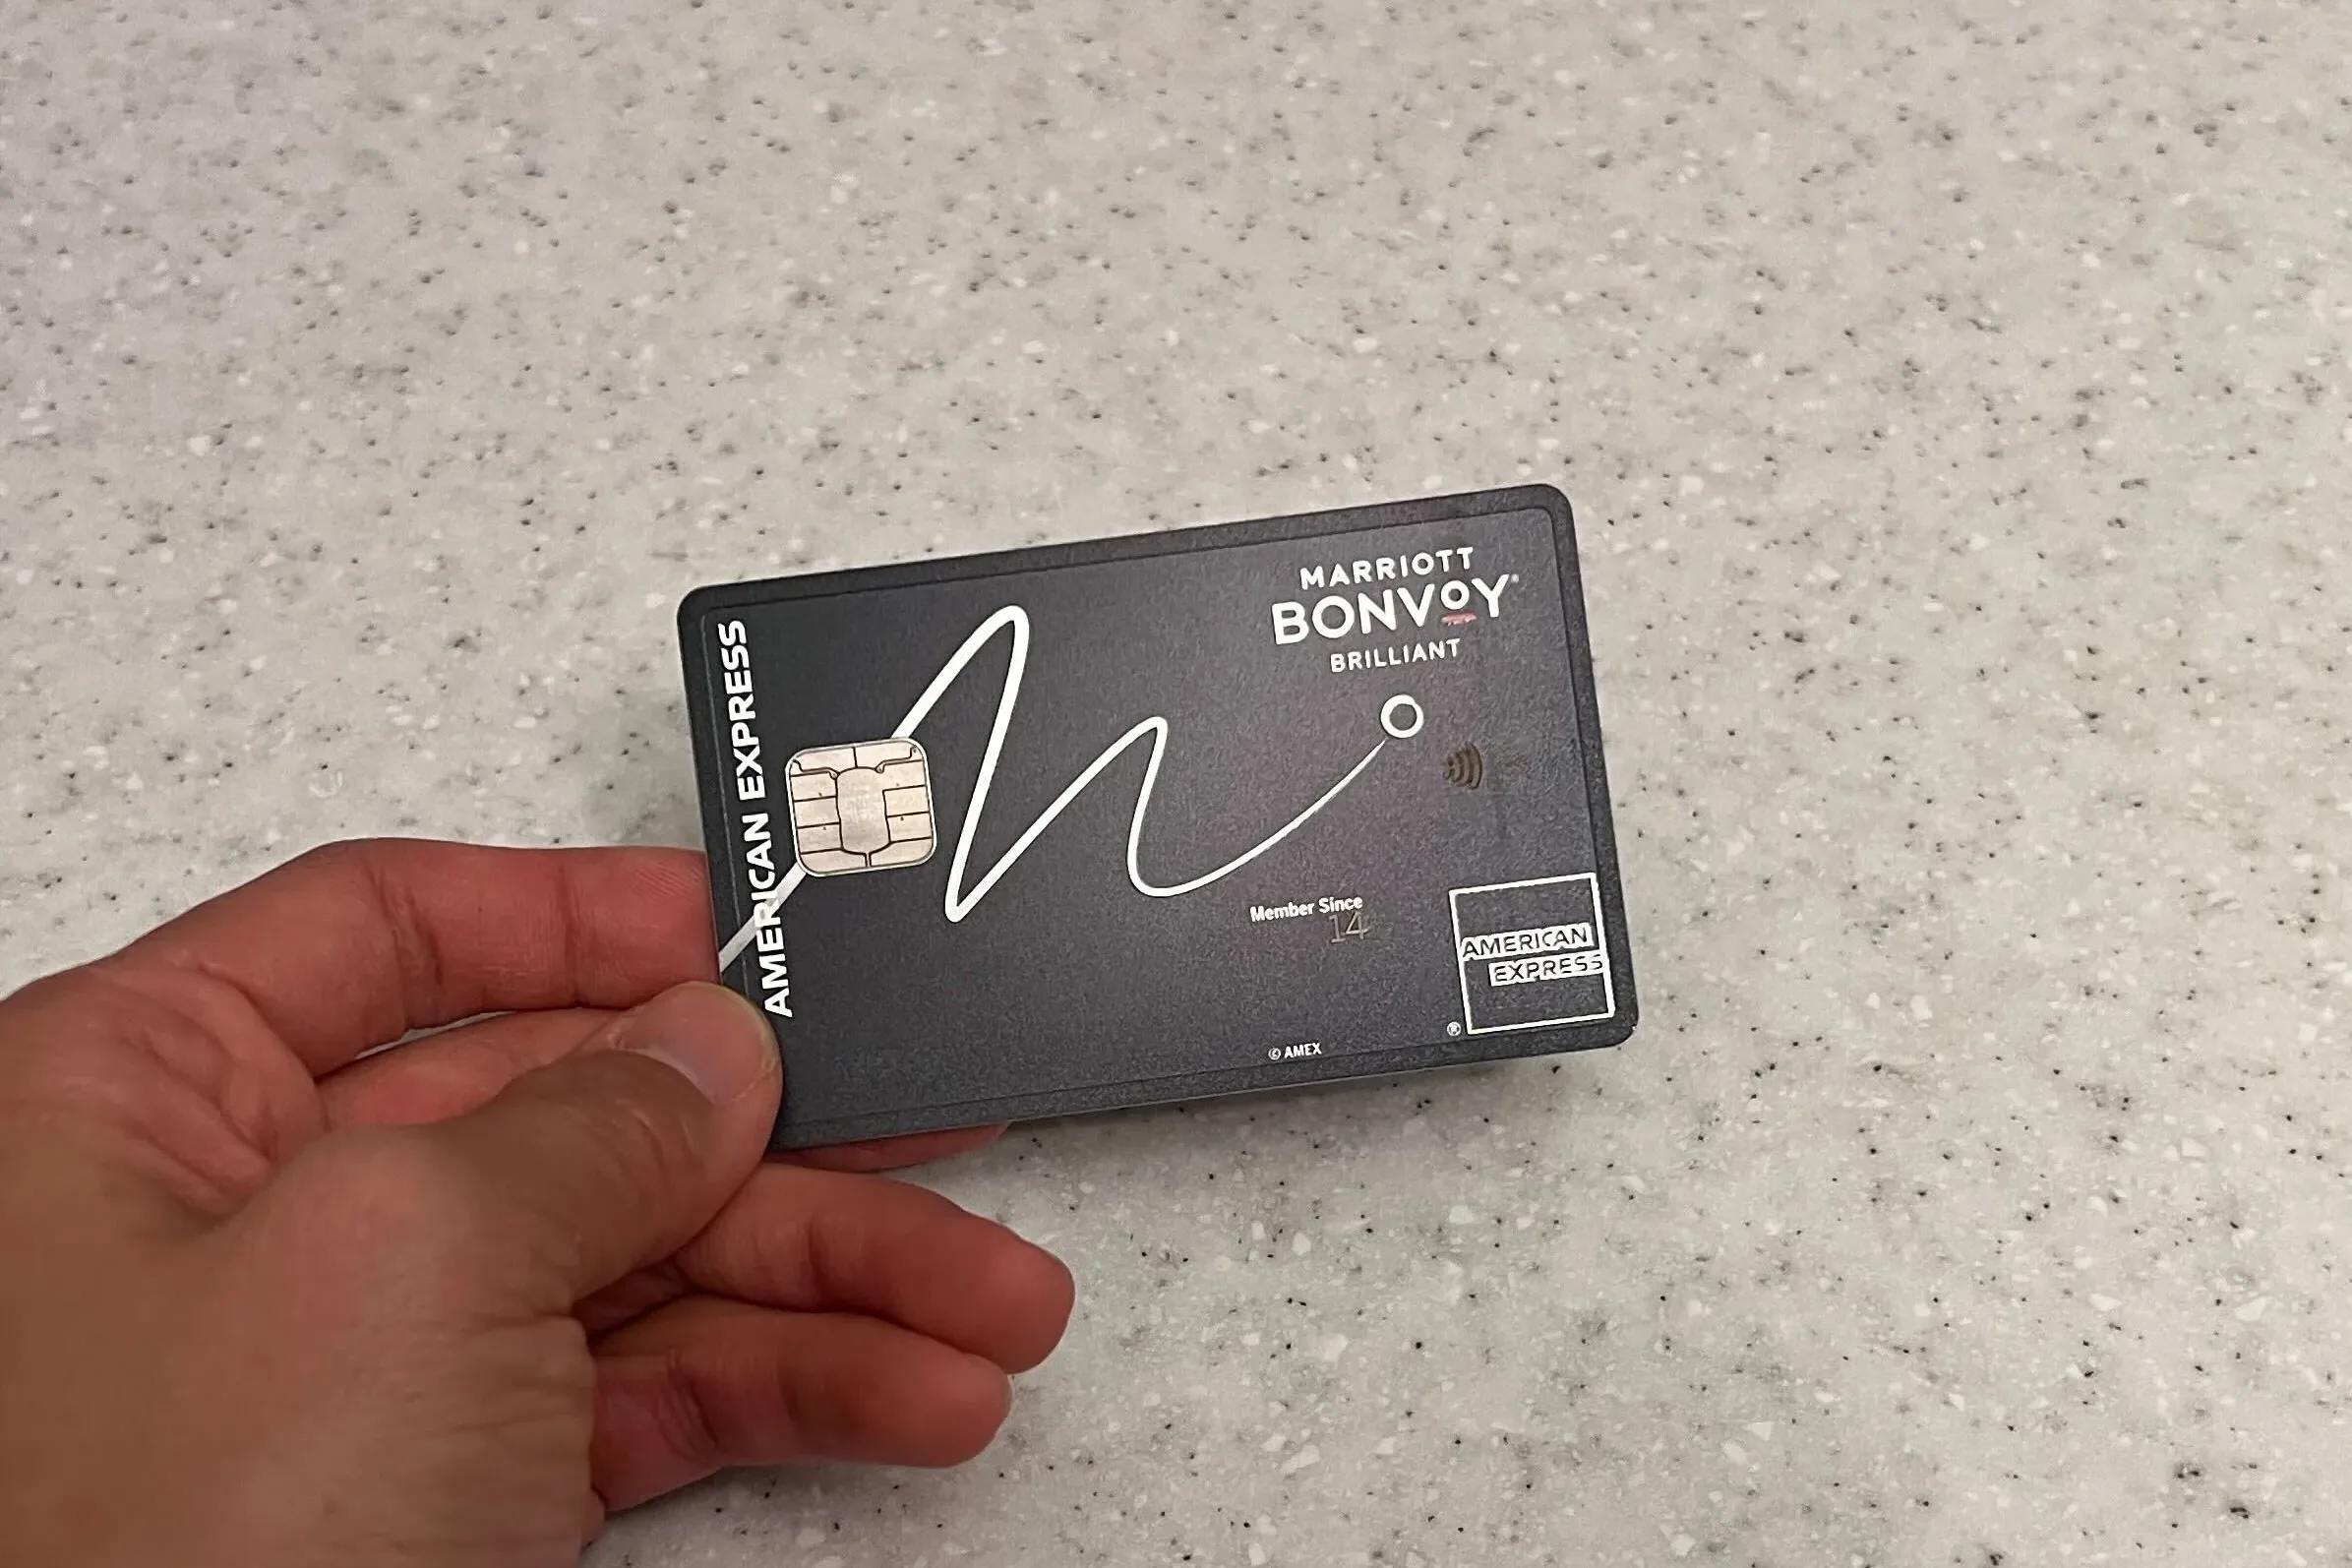 AMERICAN EXPRESS
MARRIOTT
BONVOY®
BRILLIANT
Member Since
14
AMERICAN
EXPRESS
®
© AMEX